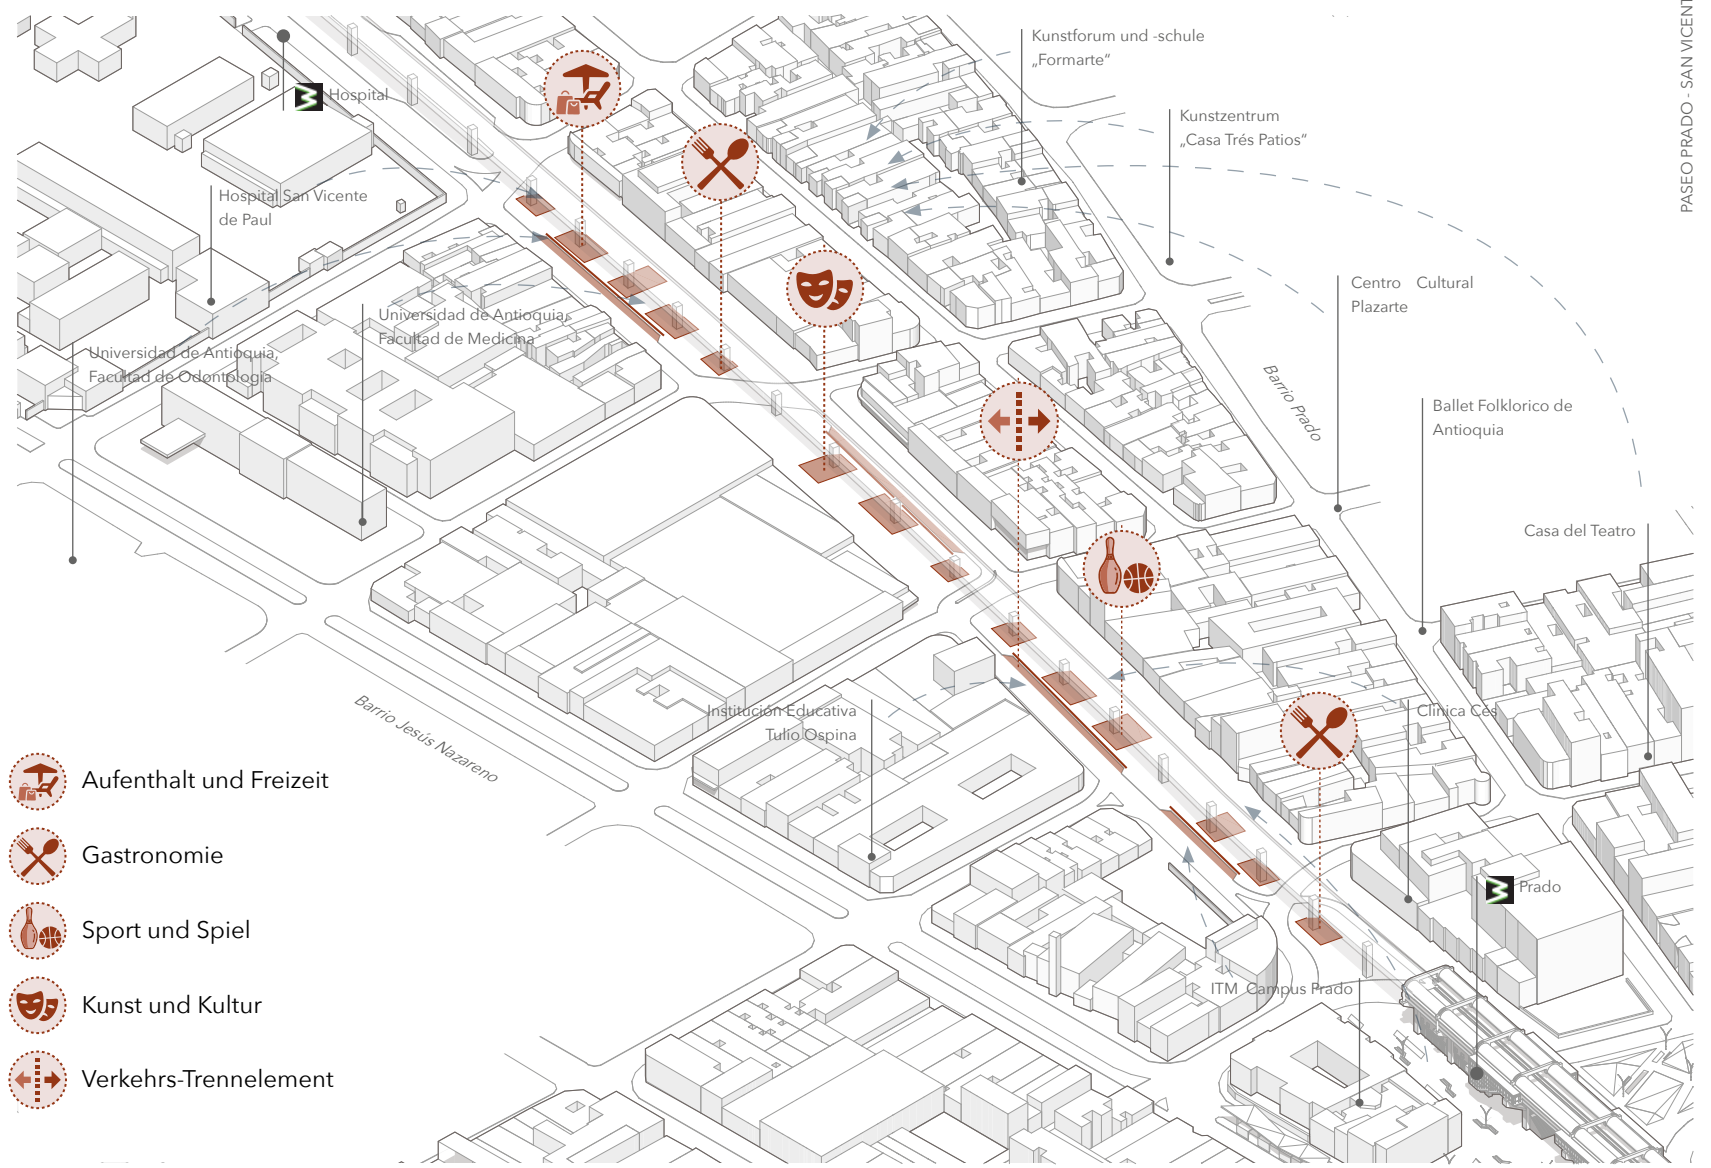 PASEO PRADO - SAN VICENT
Kunstforum und -schule
„Formarte“
Hospital
Kunstzentrum
„Casa Trés Patios“
Hospital San Vicente
de Paul
Centro Cultural
Plazarte
Universidad de Antioquia,
Facultad de Medicina
Universidad de Antioquia,
Facultad de Odontología
Barrio Prado
Ballet Folklorico de
Antioquia
Casa del Teatro
Institución Educativa
Tulio Ospina
Clínica Cés
Barrio Jesús Nazareno
Aufenthalt und Freizeit
Gastronomie
Prado
Sport und Spiel
ITM Campus Prado
Kunst und Kultur
Verkehrs-Trennelement